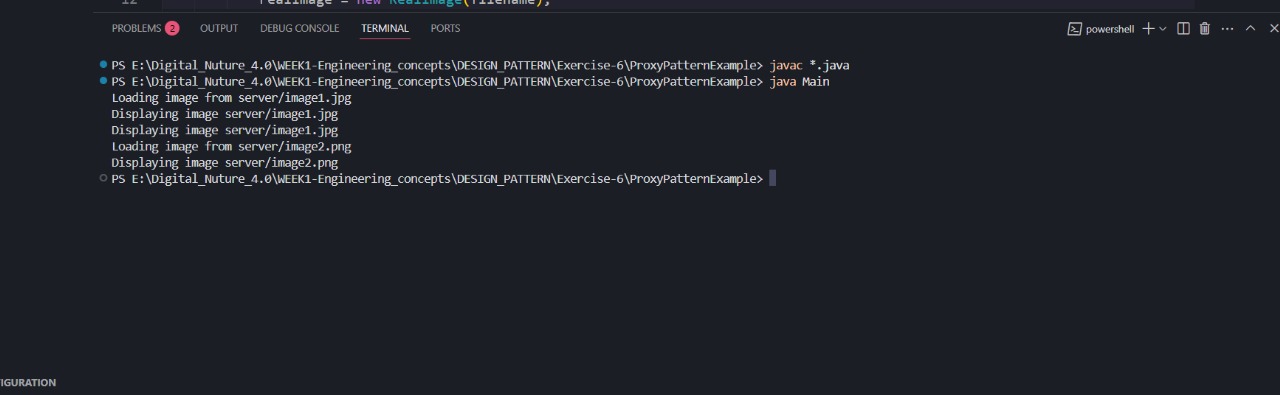 12 realImage = new RealImage(filename);
PROBLEMS 2 OUTPUT DEBUG CONSOLE TERMINAL PORTS powershell
PS E:\Digital_Nuture_4.0\WEEK1-Engineering_concepts\DESIGN_PATTERN\Exercise-6\ProxyPatternExample> javac *.java
PS E:\Digital_Nuture_4.0\WEEK1-Engineering_concepts\DESIGN_PATTERN\Exercise-6\ProxyPatternExample> java Main
Loading image from server/image1.jpg
Displaying image server/image1.jpg
Displaying image server/image1.jpg
Loading image from server/image2.png
Displaying image server/image2.png
PS E:\Digital_Nuture_4.0\WEEK1-Engineering_concepts\DESIGN_PATTERN\Exercise-6\ProxyPatternExample>
IGURATION